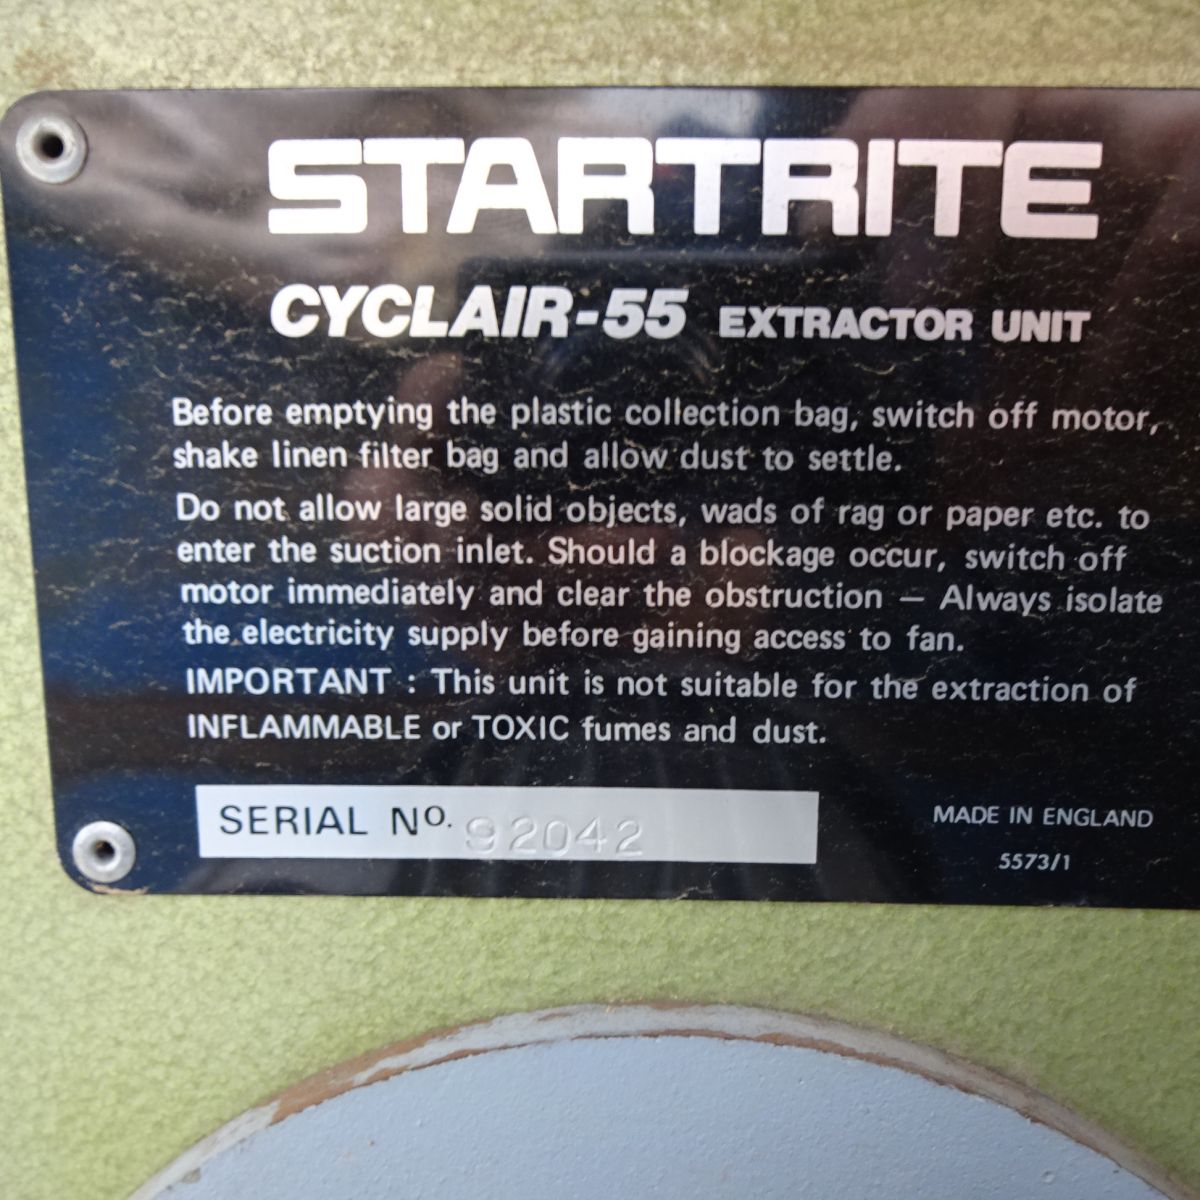 STARTRITE
CYCLAIR-55 EXTRACTOR UNIT
Before emptying the plastic collection bag, switch off motor,
shake linen filter bag and allow dust to settle.
Do not allow large solid objects, wads of rag or paper etc. to
enter the suction inlet. Should a blockage occur, switch off
motor immediately and clear the obstruction — Always isolate
the electricity supply before gaining access to fan.
IMPORTANT : This unit is not suitable for the extraction of
INFLAMMABLE or TOXIC fumes and dust.
SERIAL No. 92042
MADE IN ENGLAND
5573/1